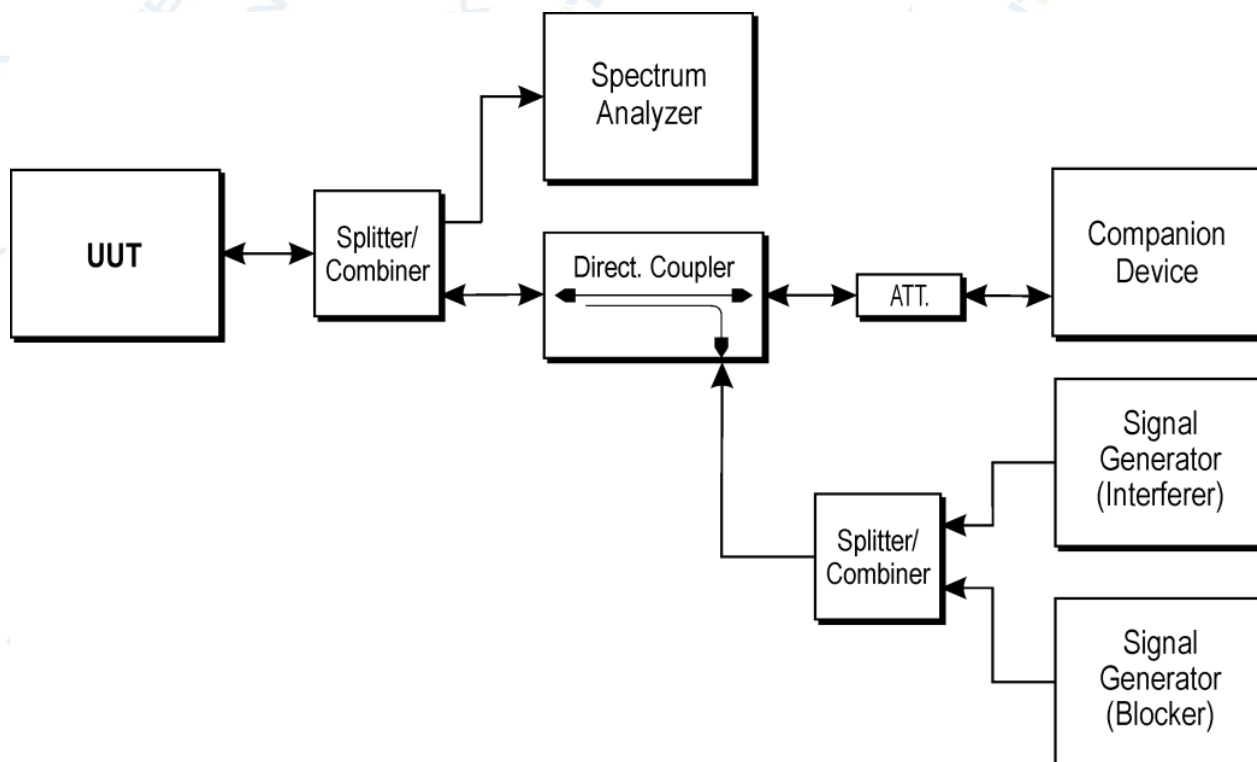 Spectrum
Analyzer
UUT
Splitter/
Combiner
Direct. Coupler
ATT.
Companion
Device
Signal
Generator
(Interferer)
Splitter/
Combiner
Signal
Generator
(Blocker)